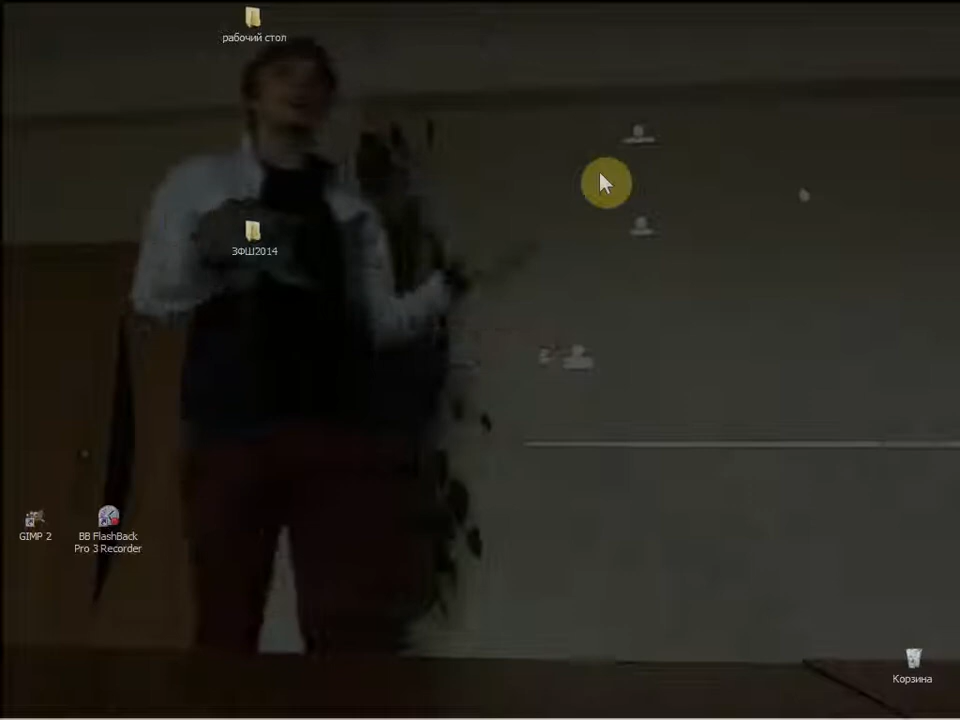 рабочий стол
ЗФШ2014
GIMP 2
BB FlashBack
Pro 3 Recorder
Корзина